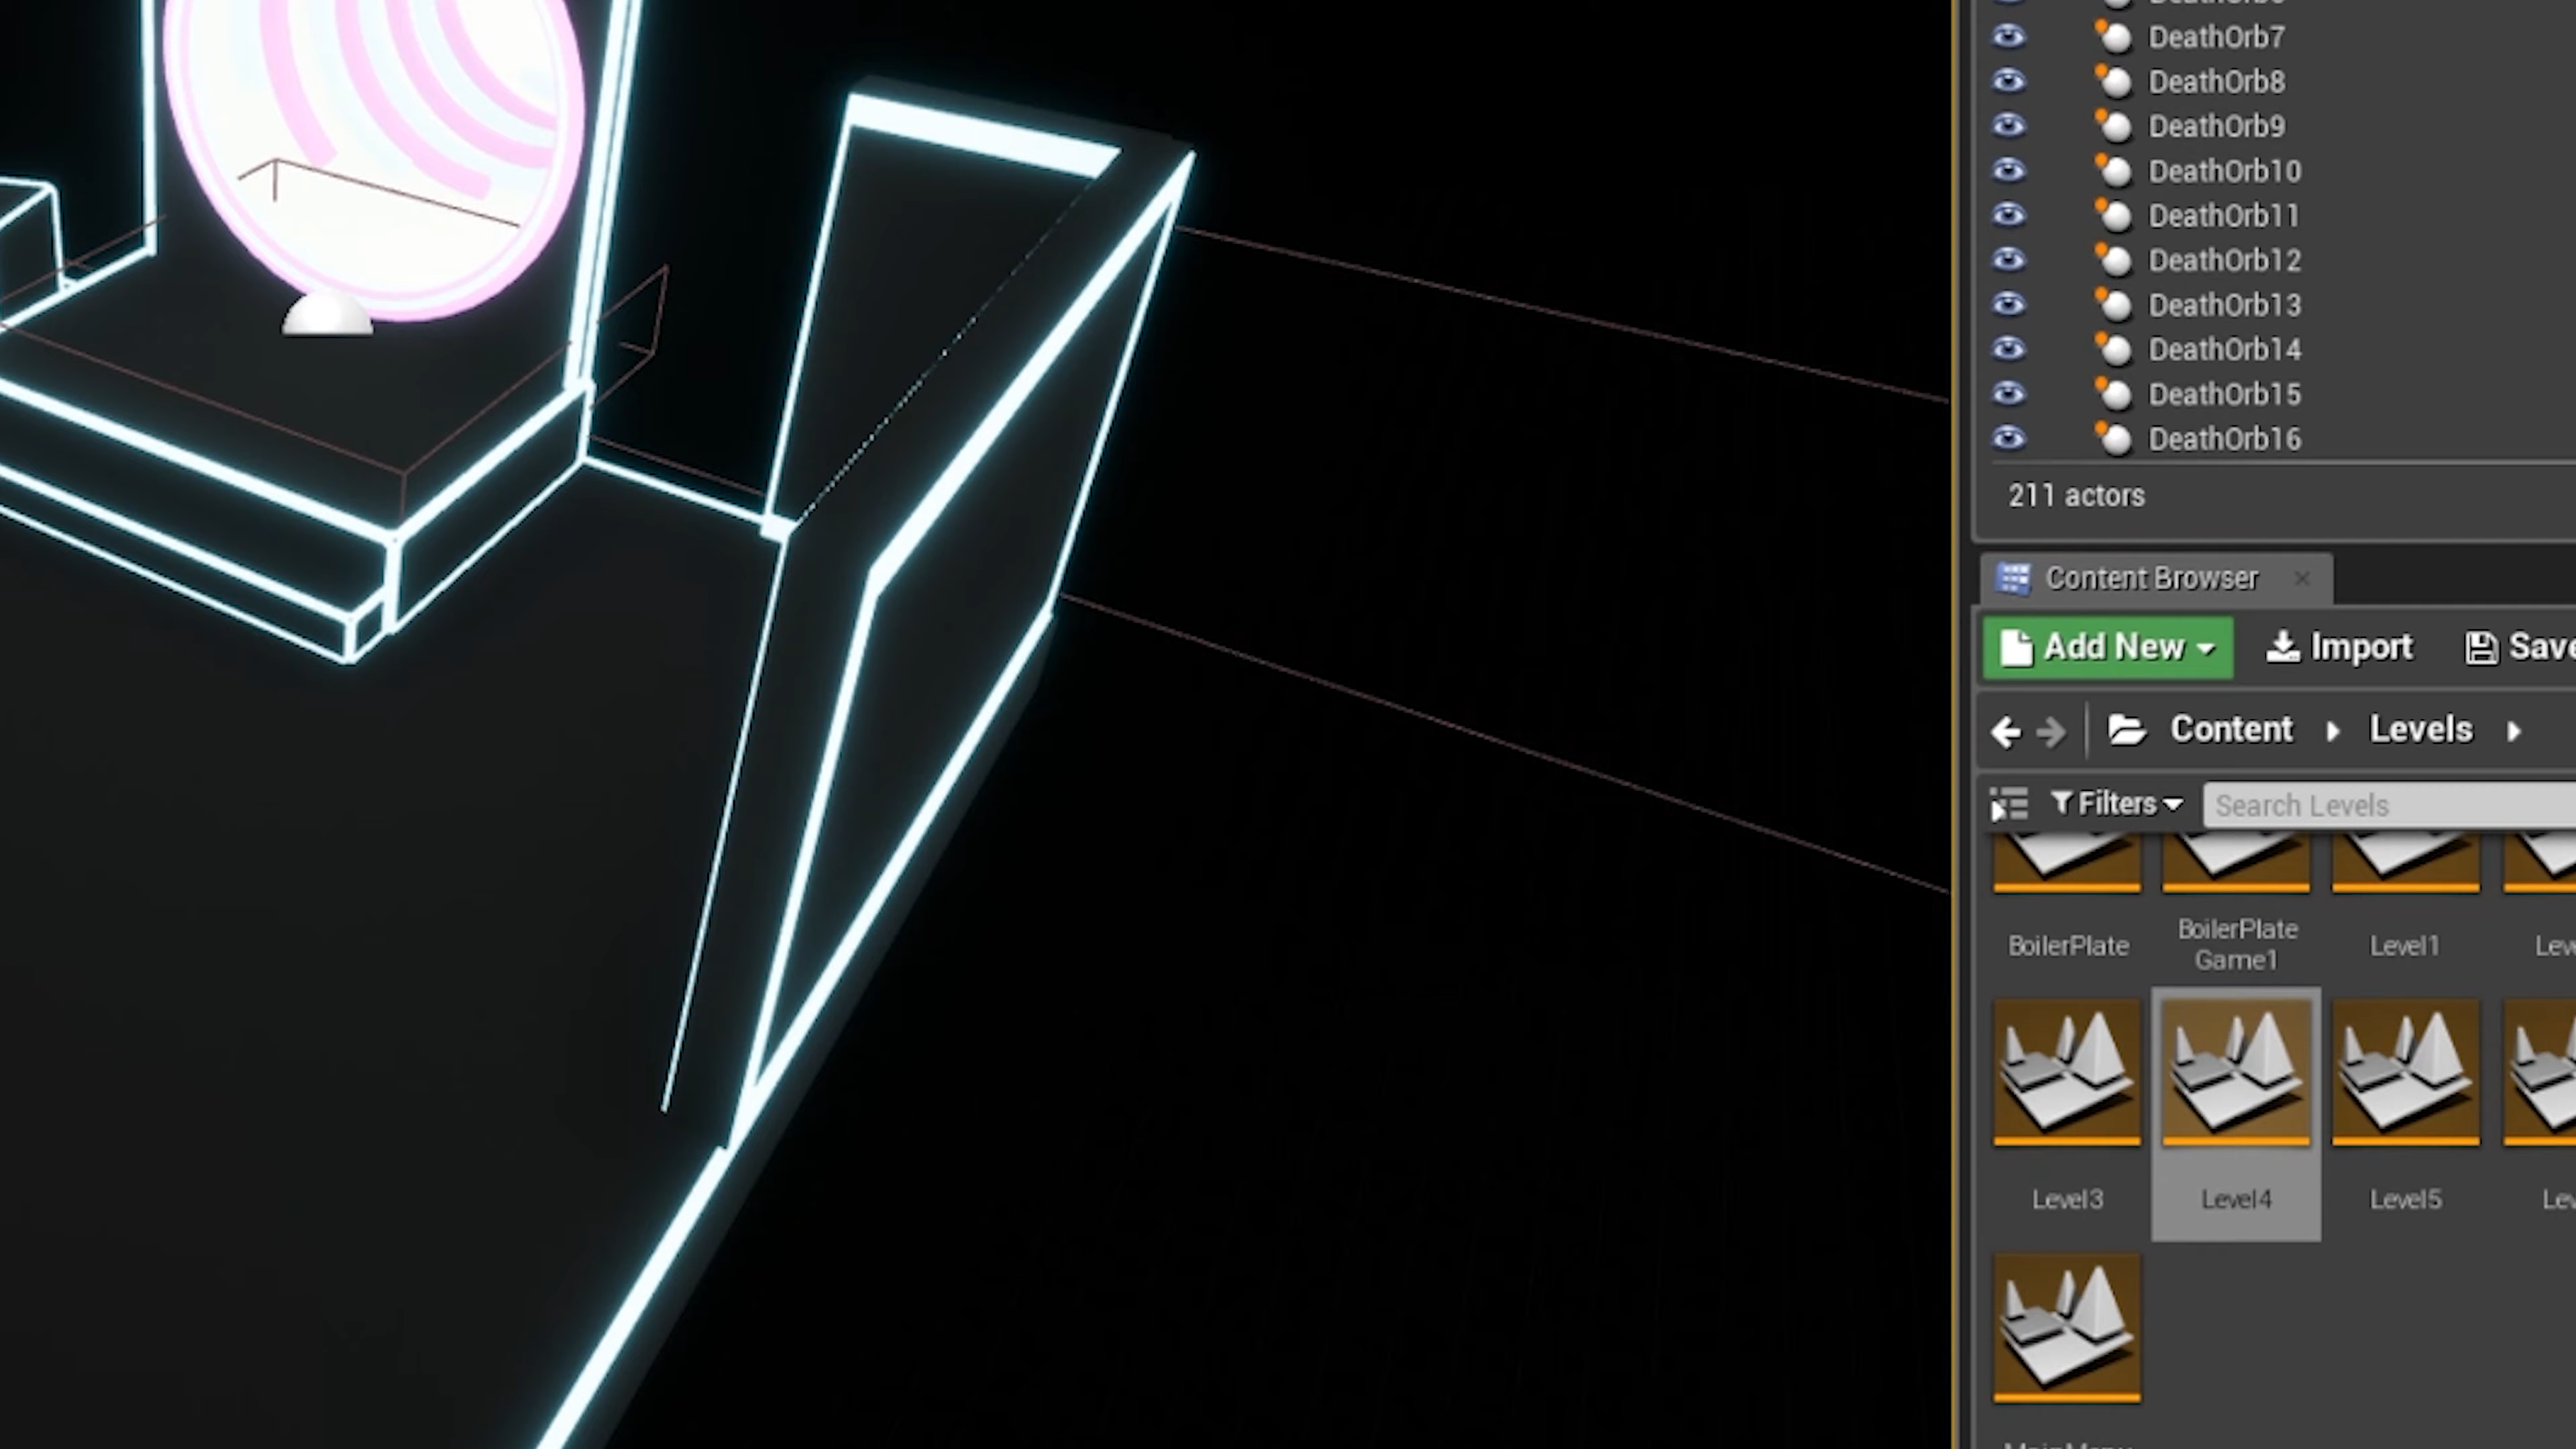 DeathOrb7
DeathOrb8
DeathOrb9
DeathOrb10
DeathOrb11
DeathOrb12
DeathOrb13
DeathOrb14
DeathOrb15
DeathOrb16
211 actors
Content Browser
Add New Import Save
Content Levels
Filters Search Levels
BoilerPlate BoilerPlate Level1
Game1
Level3 Level4 Level5